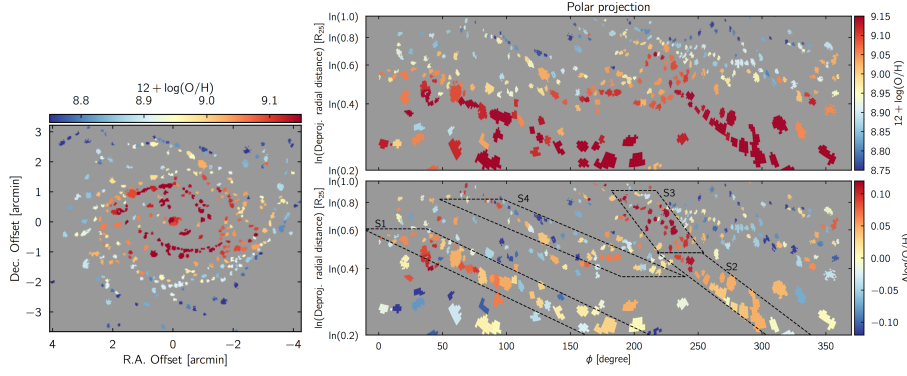 Polar projection
12 + log(O/H)
8.8 8.9 9.0 9.1
3
2
1
0
−1
−2
−3
Dec. Offset [arcmin]
4 2 0 −2 −4
R.A. Offset [arcmin]
ln(1.0)
ln(0.8)
ln(0.6)
ln(0.4)
ln(0.2)
ln(Deproj. radial distance) [R25]
9.15
9.10
9.05
9.00
8.95
8.90
8.85
8.80
8.75
12 + log(O/H)
ln(1.0)
ln(0.8)
ln(0.6)
ln(0.4)
ln(0.2)
ln(Deproj. radial distance) [R25]
S1
S4
S3
S2
0 50 100 150 200 250 300 350
ϕ [degree]
0.10
0.05
0.00
−0.05
−0.10
Δlog(O/H)